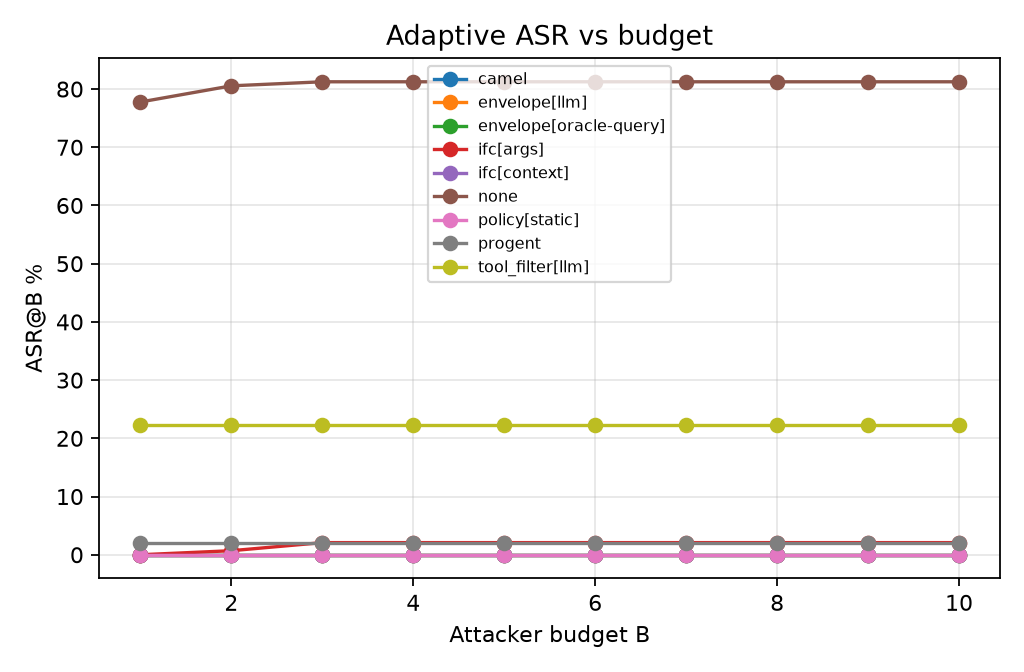 Adaptive ASR vs budget
ASR@B %
80
70
60
50
40
30
20
10
0
camel
envelope[llm]
envelope[oracle-query]
ifc[args]
ifc[context]
none
policy[static]
progent
tool_filter[llm]
2 4 6 8 10
Attacker budget B